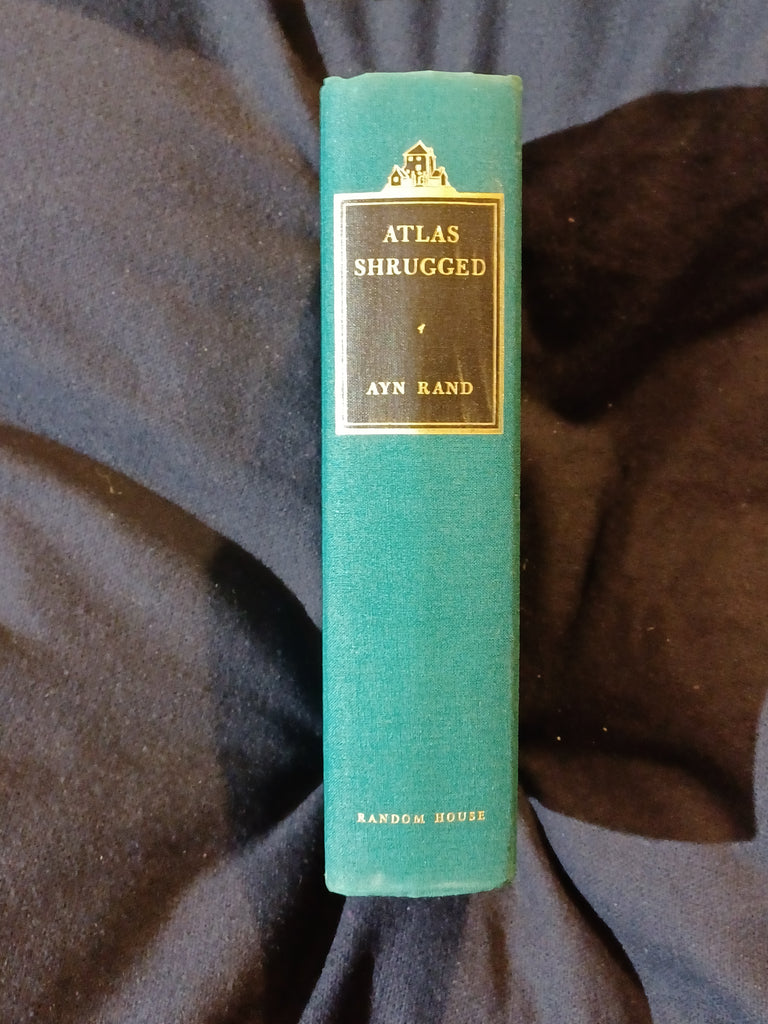 ATLAS
SHRUGGED
AYN RAND
RANDOM HOUSE